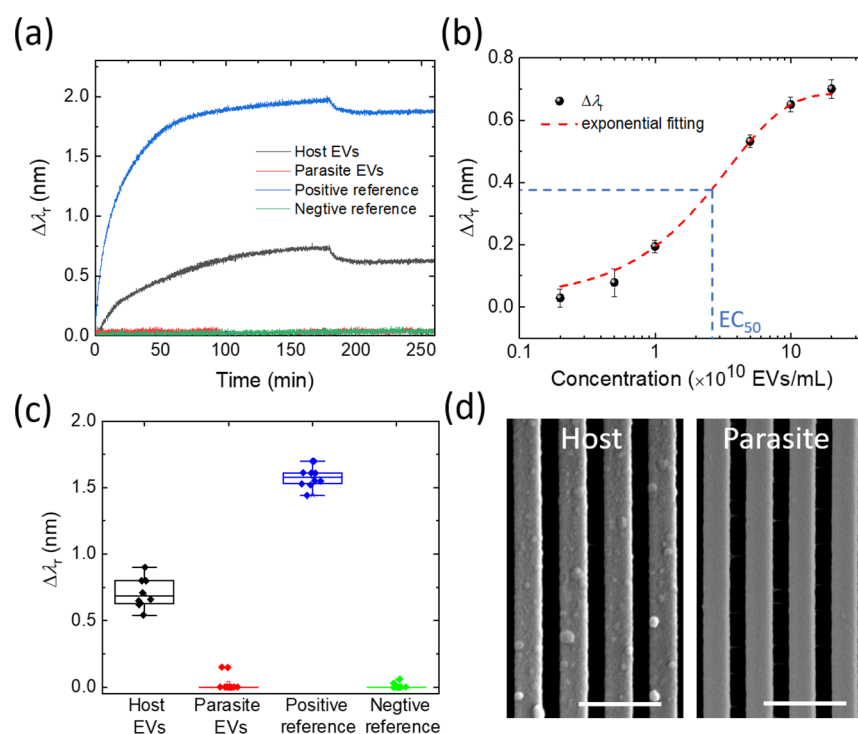 (a)
2.0
1.5
1.0
0.5
0.0
Δλr (nm)
Host EVs
Parasite EVs
Positive reference
Negtive reference
0 50 100 150 200 250
Time (min)
(b)
0.8
0.6
0.4
0.2
0.0
Δλr (nm)
Δλr
exponential fitting
EC50
0.1 1 10
Concentration (×10^10 EVs/mL)
(c)
2.0
1.5
1.0
0.5
0.0
Δλr (nm)
Host
EVs
Parasite
EVs
Positive
reference
Negtive
reference
(d)
Host
Parasite